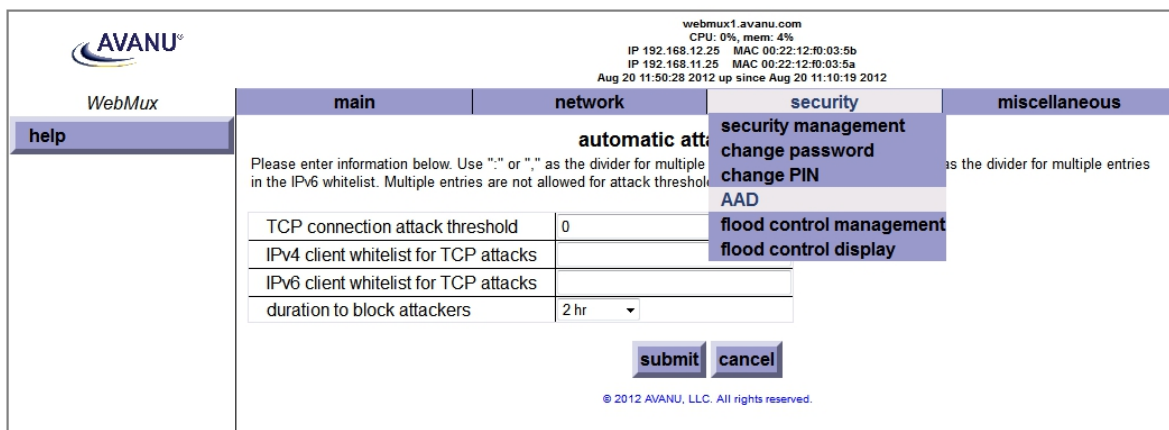 AVANU®
webmux1.avanu.com
CPU: 0%, mem: 4%
IP 192.168.12.25 MAC 00:22:12:f0:03:5b
IP 192.168.11.25 MAC 00:22:12:f0:03:5a
Aug 20 11:50:28 2012 up since Aug 20 11:10:19 2012
WebMux
main
network
security
miscellaneous
help
security management
change password
change PIN
AAD
flood control management
flood control display
automatic atta
Please enter information below. Use ":" or "," as the divider for multiple as the divider for multiple entries
in the IPv6 whitelist. Multiple entries are not allowed for attack threshol
TCP connection attack threshold 0
IPv4 client whitelist for TCP attacks
IPv6 client whitelist for TCP attacks
duration to block attackers 2 hr
submit cancel
© 2012 AVANU, LLC. All rights reserved.